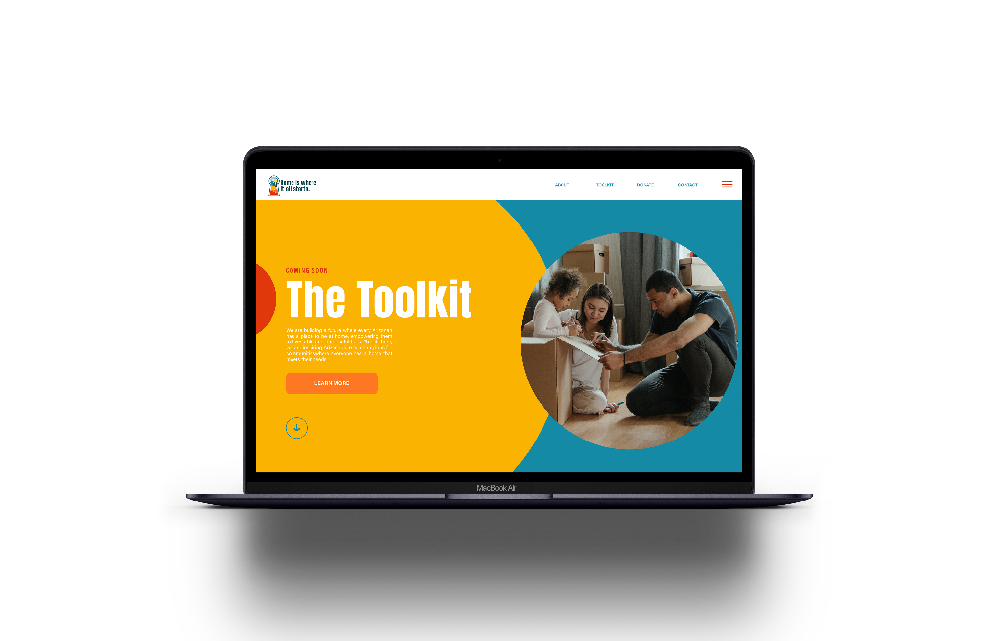 Home is where
it all starts.
ABOUT TOOLKIT DONATE CONTACT
COMING SOON
The Toolkit
We are building a future where every Arizonan
has a place to be at home, empowering them
to livestable and purposeful lives. To get there,
we are inspiring Arizonans to be champions for
communitieswhere everyone has a home that
meets their needs.
LEARN MORE
MacBook Air